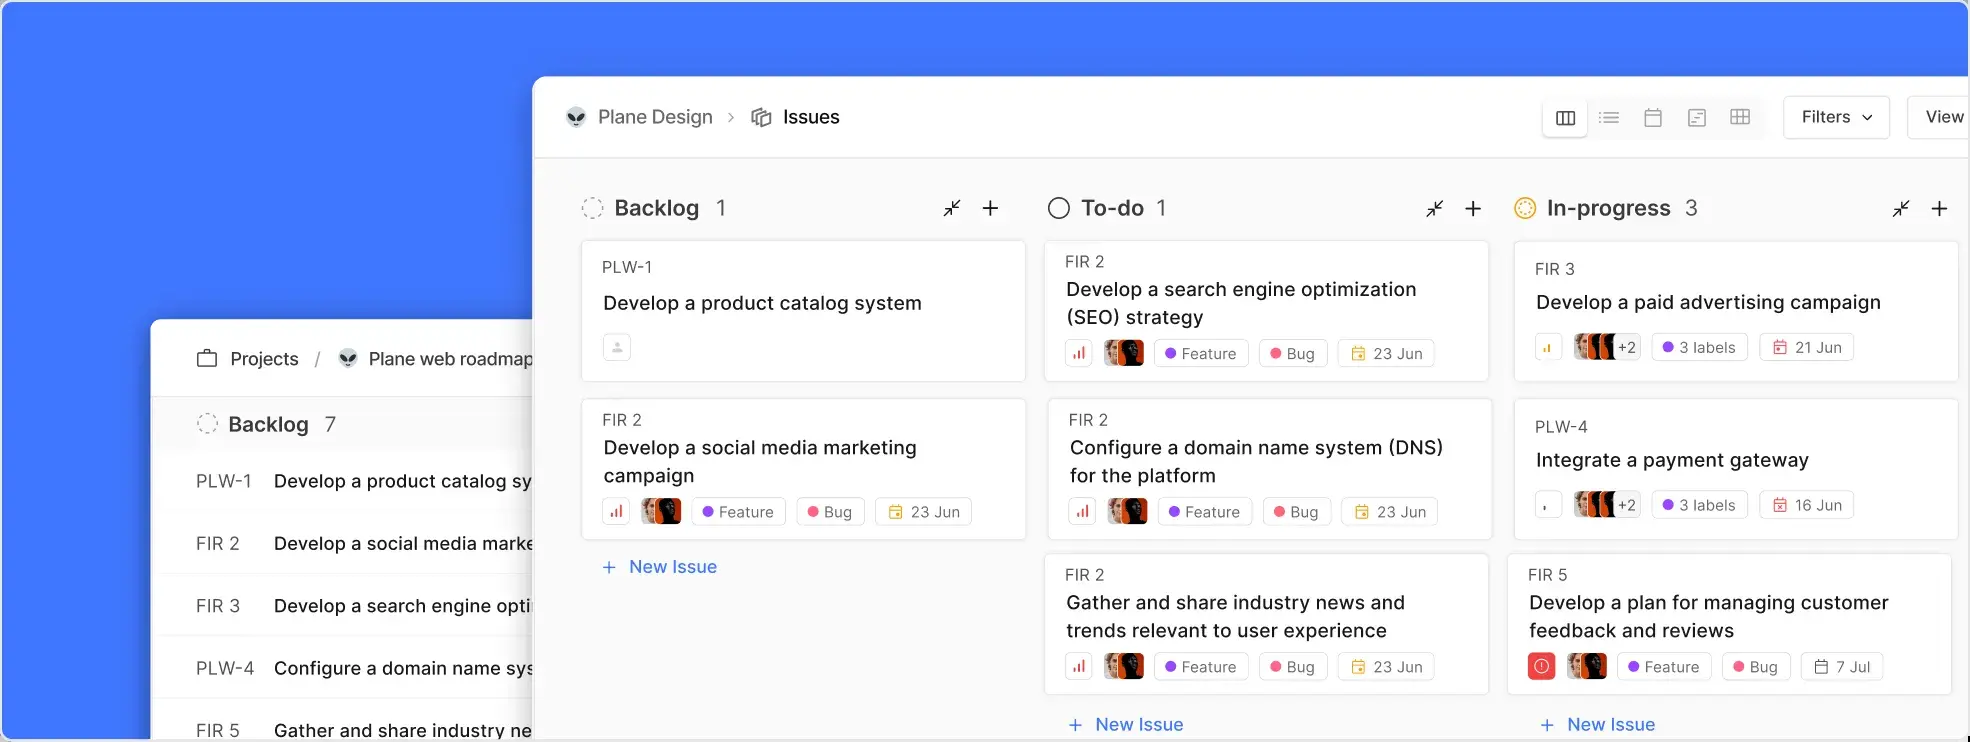 Plane Design > Issues
Filters
View
Backlog 1
PLW-1
Develop a product catalog system
FIR 2
Develop a social media marketing
campaign
Feature Bug 23 Jun
+ New Issue
To-do 1
FIR 2
Develop a search engine optimization
(SEO) strategy
Feature Bug 23 Jun
FIR 2
Configure a domain name system (DNS)
for the platform
Feature Bug 23 Jun
FIR 2
Gather and share industry news and
trends relevant to user experience
Feature Bug 23 Jun
+ New Issue
In-progress 3
FIR 3
Develop a paid advertising campaign
+2 3 labels 21 Jun
PLW-4
Integrate a payment gateway
+2 3 labels 16 Jun
FIR 5
Develop a plan for managing customer
feedback and reviews
Feature Bug 7 Jul
+ New Issue
Projects / Plane web roadmap
Backlog 7
PLW-1 Develop a product catalog sy
FIR 2 Develop a social media marke
FIR 3 Develop a search engine opti
PLW-4 Configure a domain name sys
FIR 5 Gather and share industry ne